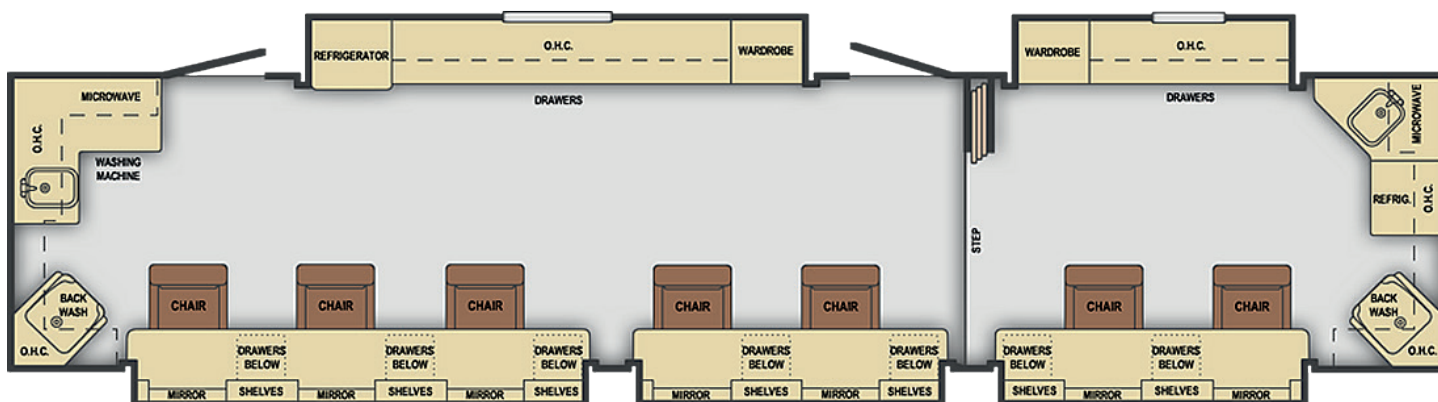 REFRIGERATOR
O.H.C.
WARDROBE
DRAWERS
WARDROBE
O.H.C.
DRAWERS
MICROWAVE
O.H.C.
WASHING
MACHINE
MICROWAVE
REFRIG.
O.H.C.
STEP
BACK
WASH
O.H.C.
CHAIR
CHAIR
CHAIR
CHAIR
CHAIR
CHAIR
CHAIR
BACK
WASH
O.H.C.
DRAWERS
BELOW
DRAWERS
BELOW
DRAWERS
BELOW
DRAWERS
BELOW
DRAWERS
BELOW
DRAWERS
BELOW
DRAWERS
BELOW
MIRROR
SHELVES
MIRROR
SHELVES
MIRROR
SHELVES
MIRROR
SHELVES
MIRROR
SHELVES
SHELVES
MIRROR
SHELVES
MIRROR